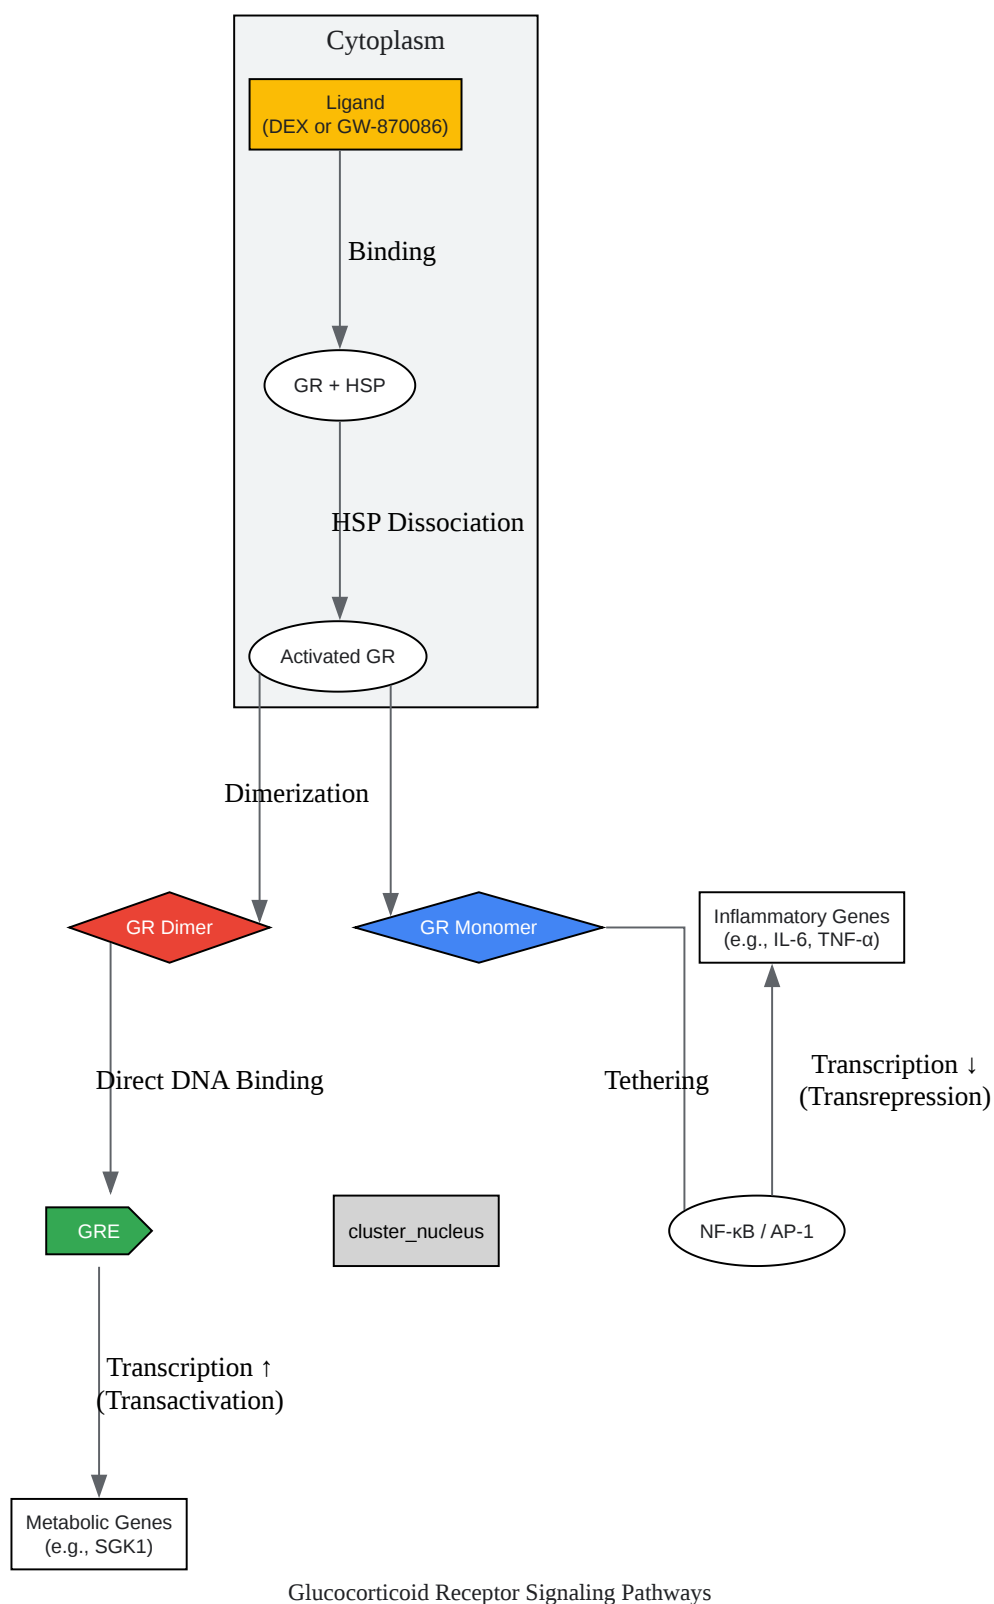 Cytoplasm
Ligand
(DEX or GW-870086)
Binding
GR + HSP
HSP Dissociation
Activated GR
Dimerization
GR Dimer
GR Monomer
Inflammatory Genes
(e.g., IL-6, TNF-α)
Direct DNA Binding
Tethering
Transcription ↓
(Transrepression)
GRE
cluster_nucleus
NF-κB / AP-1
Transcription ↑
(Transactivation)
Metabolic Genes
(e.g., SGK1)
Glucocorticoid Receptor Signaling Pathways